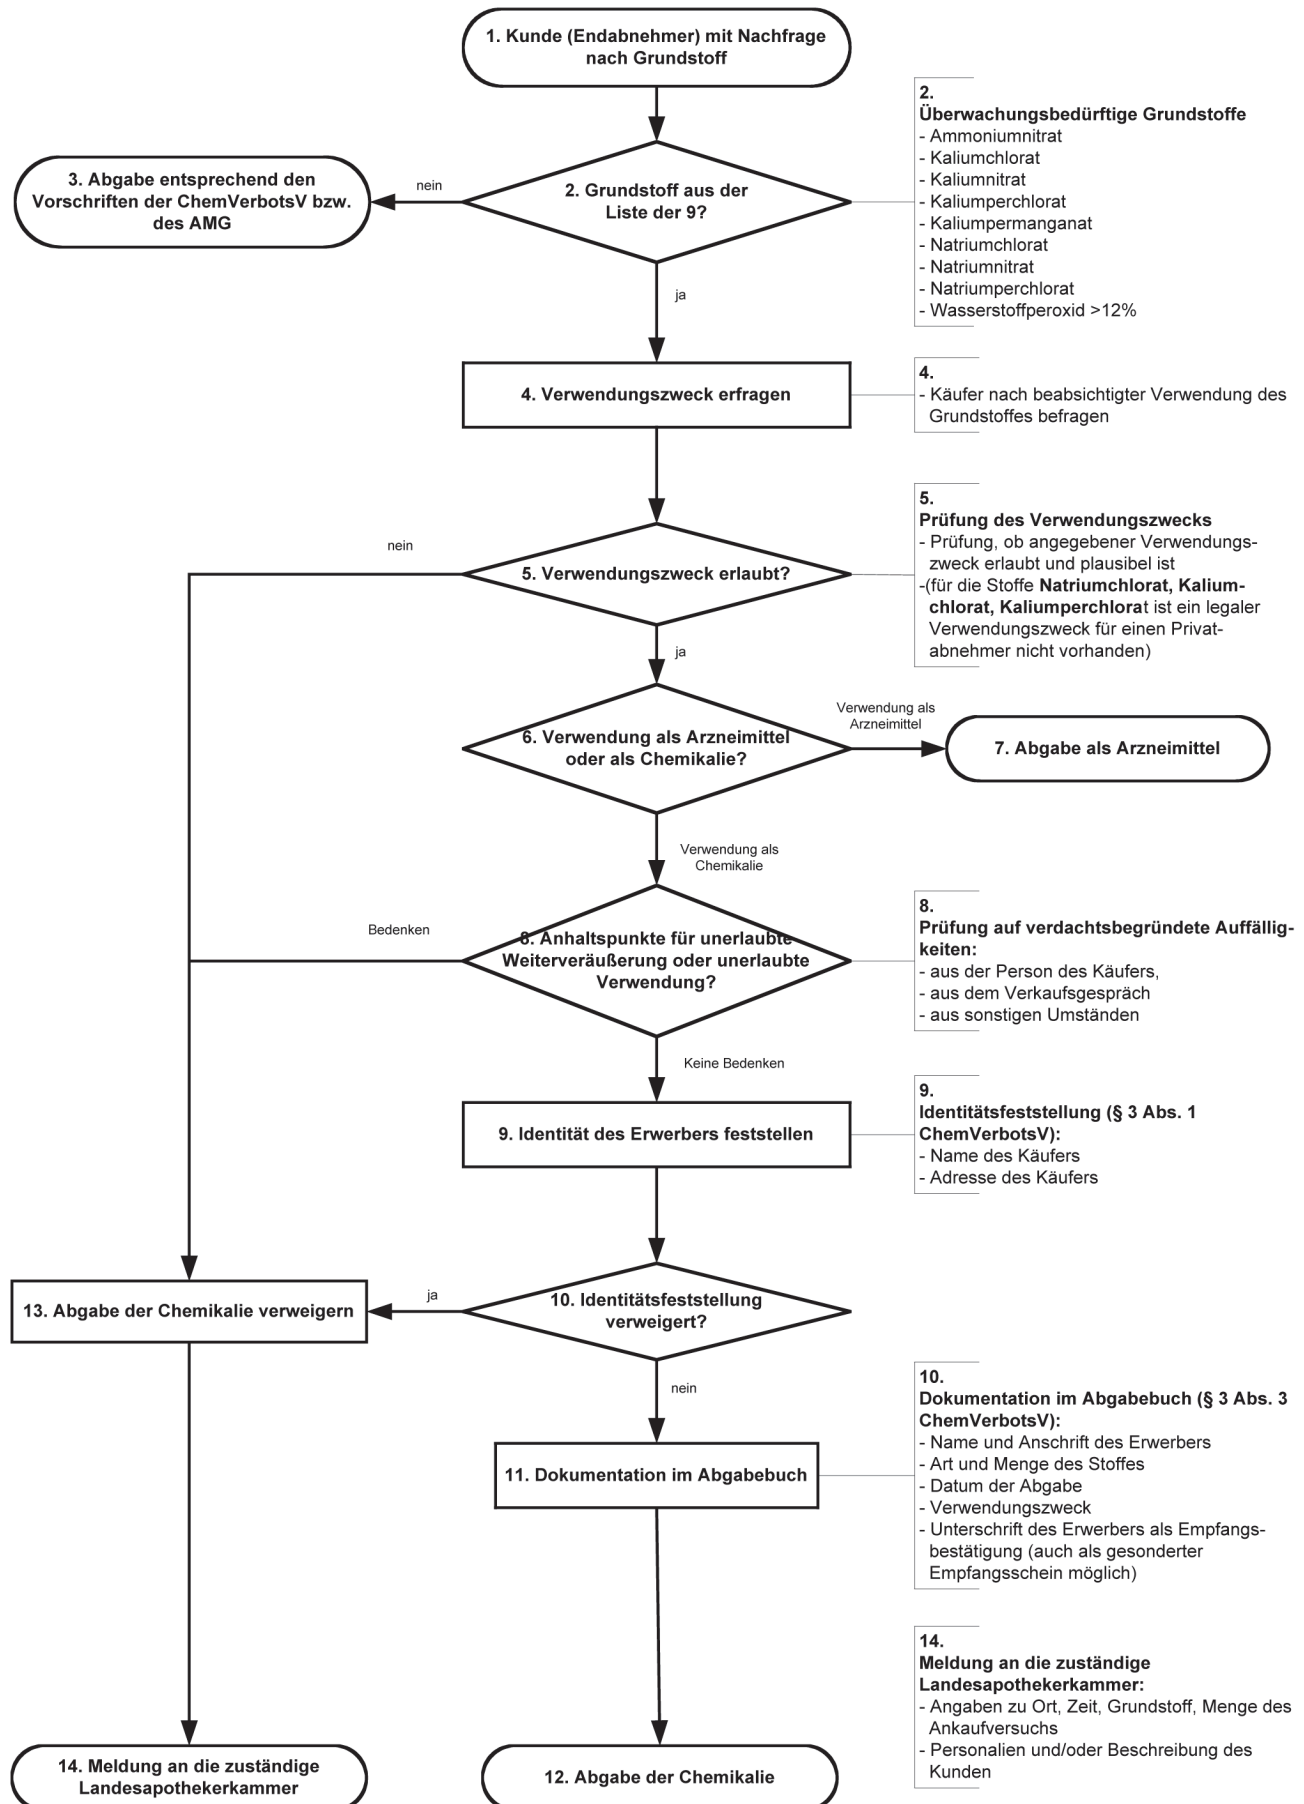 1. Kunde (Endabnehmer) mit Nachfrage
nach Grundstoff
2.
Überwachungsbedürftige Grundstoffe
- Ammoniumnitrat
- Kaliumchlorat
- Kaliumnitrat
- Kaliumperchlorat
- Kaliumpermanganat
- Natriumchlorat
- Natriumnitrat
- Natriumperchlorat
- Wasserstoffperoxid >12%
2. Grundstoff aus der
Liste der 9?
nein
3. Abgabe entsprechend den
Vorschriften der ChemVerbotsV bzw.
des AMG
ja
4. Verwendungszweck erfragen
4.
- Käufer nach beabsichtigter Verwendung des
Grundstoffes befragen
5.
Prüfung des Verwendungszwecks
- Prüfung, ob angegebener Verwendungs-
zweck erlaubt und plausibel ist
-(für die Stoffe Natriumchlorat, Kalium-
chlorat, Kaliumperchlorat ist ein legaler
Verwendungszweck für einen Privat-
abnehmer nicht vorhanden)
nein
5. Verwendungszweck erlaubt?
ja
6. Verwendung als Arzneimittel
oder als Chemikalie?
Verwendung als
Arzneimittel
7. Abgabe als Arzneimittel
Verwendung als
Chemikalie
Bedenken
8. Anhaltspunkte für unerlaubte
Weiterveräußerung oder unerlaubte
Verwendung?
8.
Prüfung auf verdachtsbegründete Auffällig-
keiten:
- aus der Person des Käufers,
- aus dem Verkaufsgespräch
- aus sonstigen Umständen
Keine Bedenken
9. Identität des Erwerbers feststellen
9.
Identitätsfeststellung (§ 3 Abs. 1
ChemVerbotsV):
- Name des Käufers
- Adresse des Käufers
10. Identitätsfeststellung
verweigert?
ja
13. Abgabe der Chemikalie verweigern
nein
10.
Dokumentation im Abgabebuch (§ 3 Abs. 3
ChemVerbotsV):
- Name und Anschrift des Erwerbers
- Art und Menge des Stoffes
- Datum der Abgabe
- Verwendungszweck
- Unterschrift des Erwerbers als Empfangs-
bestätigung (auch als gesonderter
Empfangsschein möglich)
11. Dokumentation im Abgabebuch
14.
Meldung an die zuständige
Landesapothekerkammer:
- Angaben zu Ort, Zeit, Grundstoff, Menge des
Ankaufversuchs
- Personalien und/oder Beschreibung des
Kunden
14. Meldung an die zuständige
Landesapothekerkammer
12. Abgabe der Chemikalie